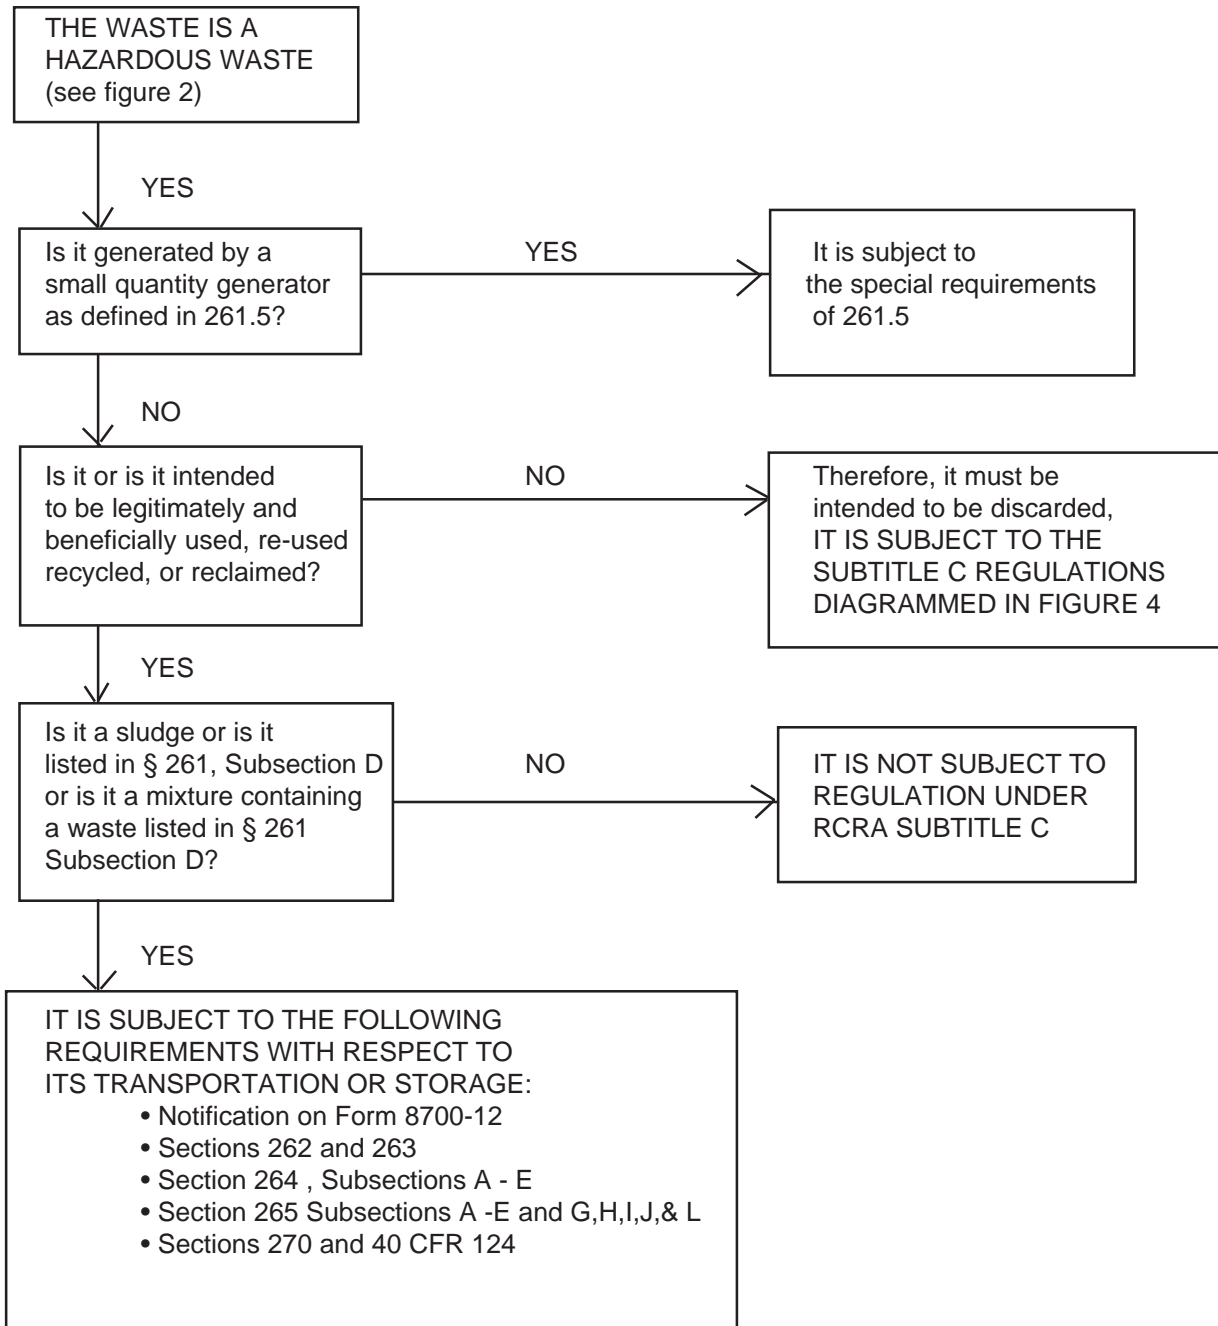 THE WASTE IS A
HAZARDOUS WASTE
(see figure 2)
YES
Is it generated by a
small quantity generator
as defined in 261.5?
YES
It is subject to
the special requirements
of 261.5
NO
Is it or is it intended
to be legitimately and
beneficially used, re-used
recycled, or reclaimed?
NO
Therefore, it must be
intended to be discarded,
IT IS SUBJECT TO THE
SUBTITLE C REGULATIONS
DIAGRAMMED IN FIGURE 4
YES
Is it a sludge or is it
listed in § 261, Subsection D
or is it a mixture containing
a waste listed in § 261
Subsection D?
NO
IT IS NOT SUBJECT TO
REGULATION UNDER
RCRA SUBTITLE C
YES
IT IS SUBJECT TO THE FOLLOWING
REQUIREMENTS WITH RESPECT TO
ITS TRANSPORTATION OR STORAGE:
• Notification on Form 8700-12
• Sections 262 and 263
• Section 264 , Subsections A - E
• Section 265 Subsections A -E and G,H,I,J,& L
• Sections 270 and 40 CFR 124